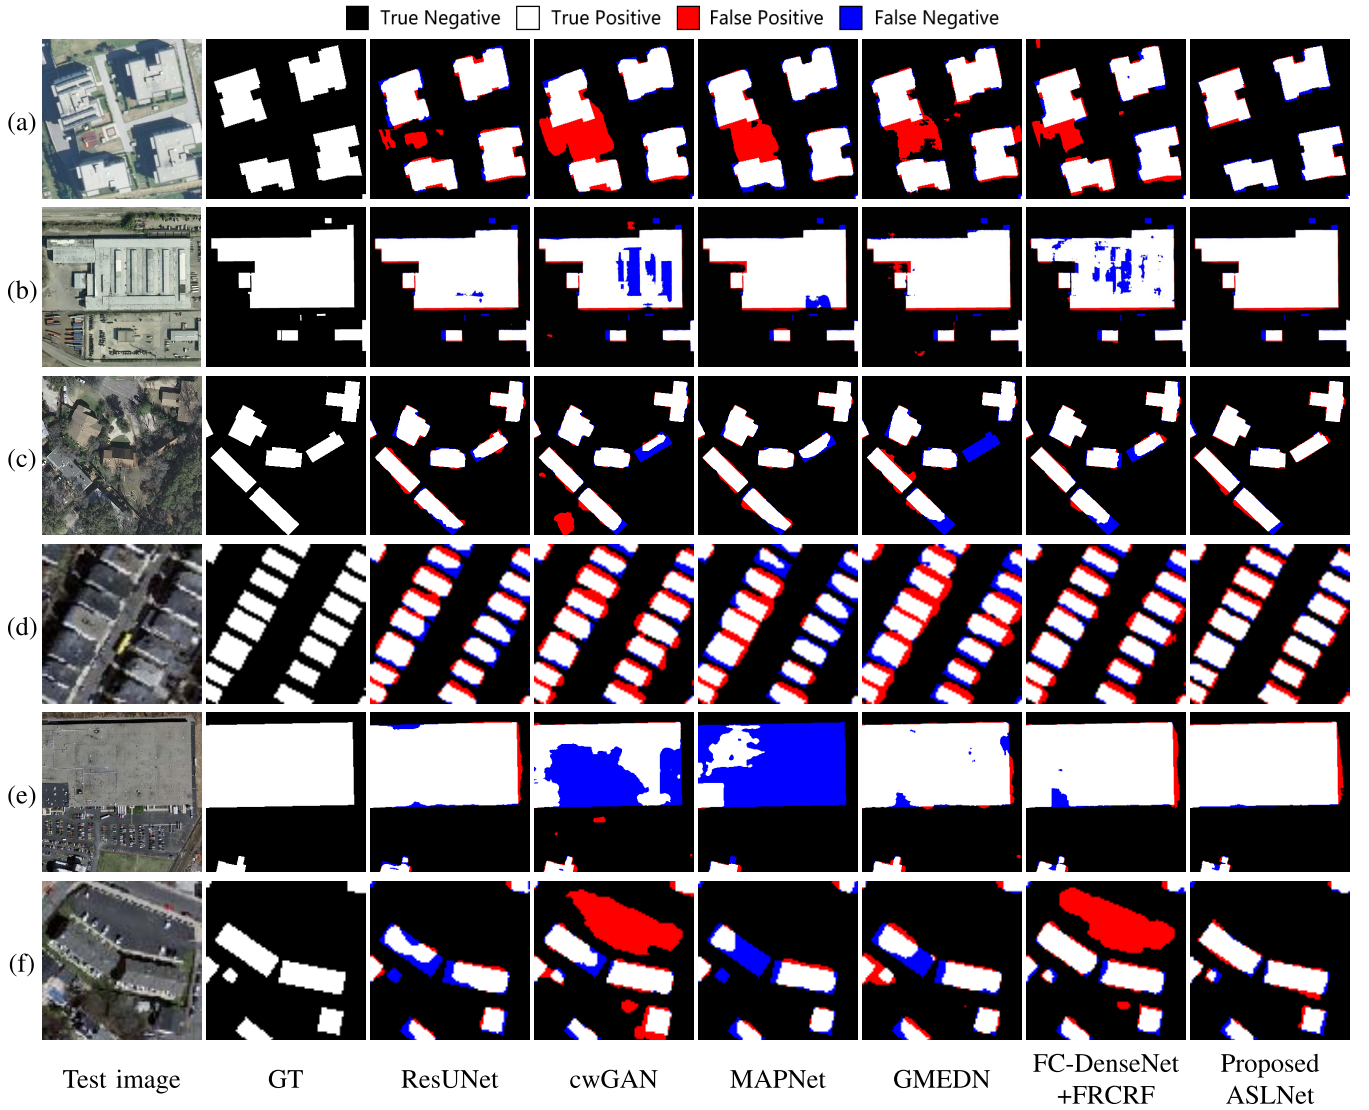 True Negative True Positive False Positive False Negative
(a)
(b)
(c)
(d)
(e)
(f)
Test image GT ResUNet cwGAN MAPNet GMEDN FC-DenseNet +FRCRF Proposed ASLNet